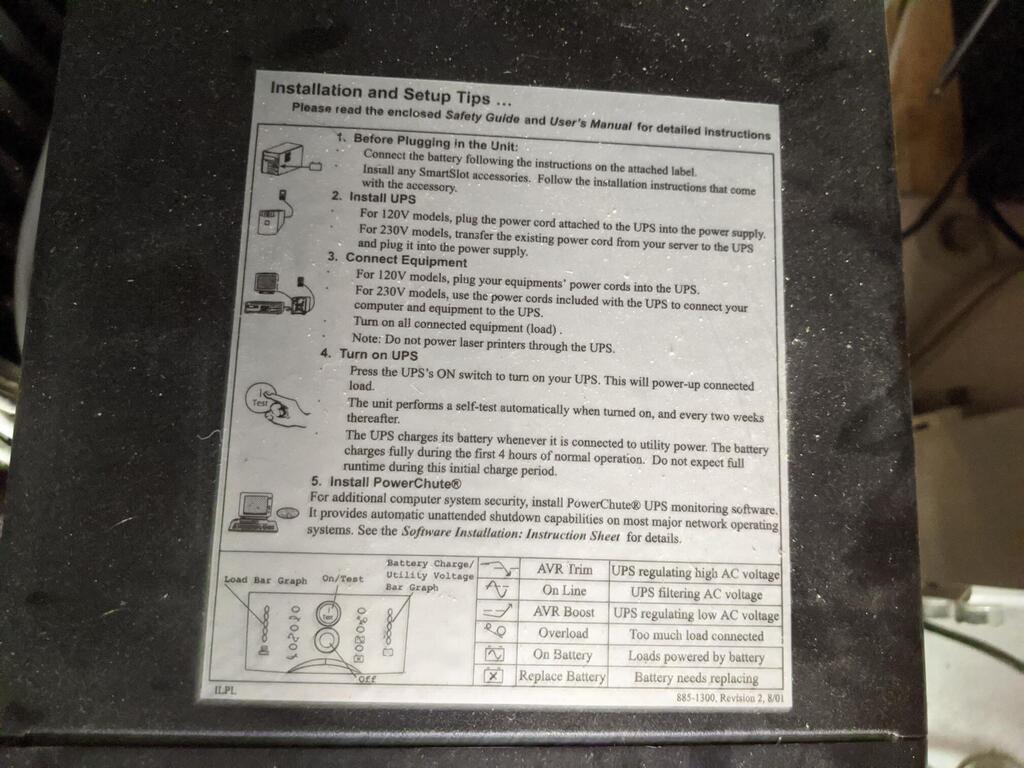 Installation and Setup Tips ...
Please read the enclosed Safety Guide and User's Manual for detailed instructions
1. Before Plugging in the Unit:
· Connect the battery following the instructions on the attached label.
· Install any SmartSlot accessories. Follow the installation instructions that come
with the accessory.
2. Install UPS
· For 120V models, plug the power cord attached to the UPS into the power supply.
· For 230V models, transfer the existing power cord from your server to the UPS
and plug it into the power supply.
3. Connect Equipment
· For 120V models, plug your equipments' power cords into the UPS.
· For 230V models, use the power cords included with the UPS to connect your
computer and equipment to the UPS.
· Turn on all connected equipment (load) .
· Note: Do not power laser printers through the UPS.
4. Turn on UPS
· Press the UPS's ON switch to turn on your UPS. This will power-up connected
load.
Test
· The unit performs a self-test automatically when turned on, and every two weeks
thereafter.
· The UPS charges its battery whenever it is connected to utility power. The battery
charges fully during the first 4 hours of normal operation. Do not expect full
runtime during this initial charge period.
5. Install PowerChute®
For additional computer system security, install PowerChute® UPS monitoring software.
It provides automatic unattended shutdown capabilities on most major network operating
systems. See the Software Installation: Instruction Sheet for details.
Load Bar Graph
On/Test
Battery Charge/
Utility Voltage
Bar Graph
Test
Off
AVR Trim UPS regulating high AC voltage
On Line UPS filtering AC voltage
AVR Boost UPS regulating low AC voltage
Overload Too much load connected
On Battery Loads powered by battery
Replace Battery Battery needs replacing
ILPL
885-1300, Revision 2, 8/01